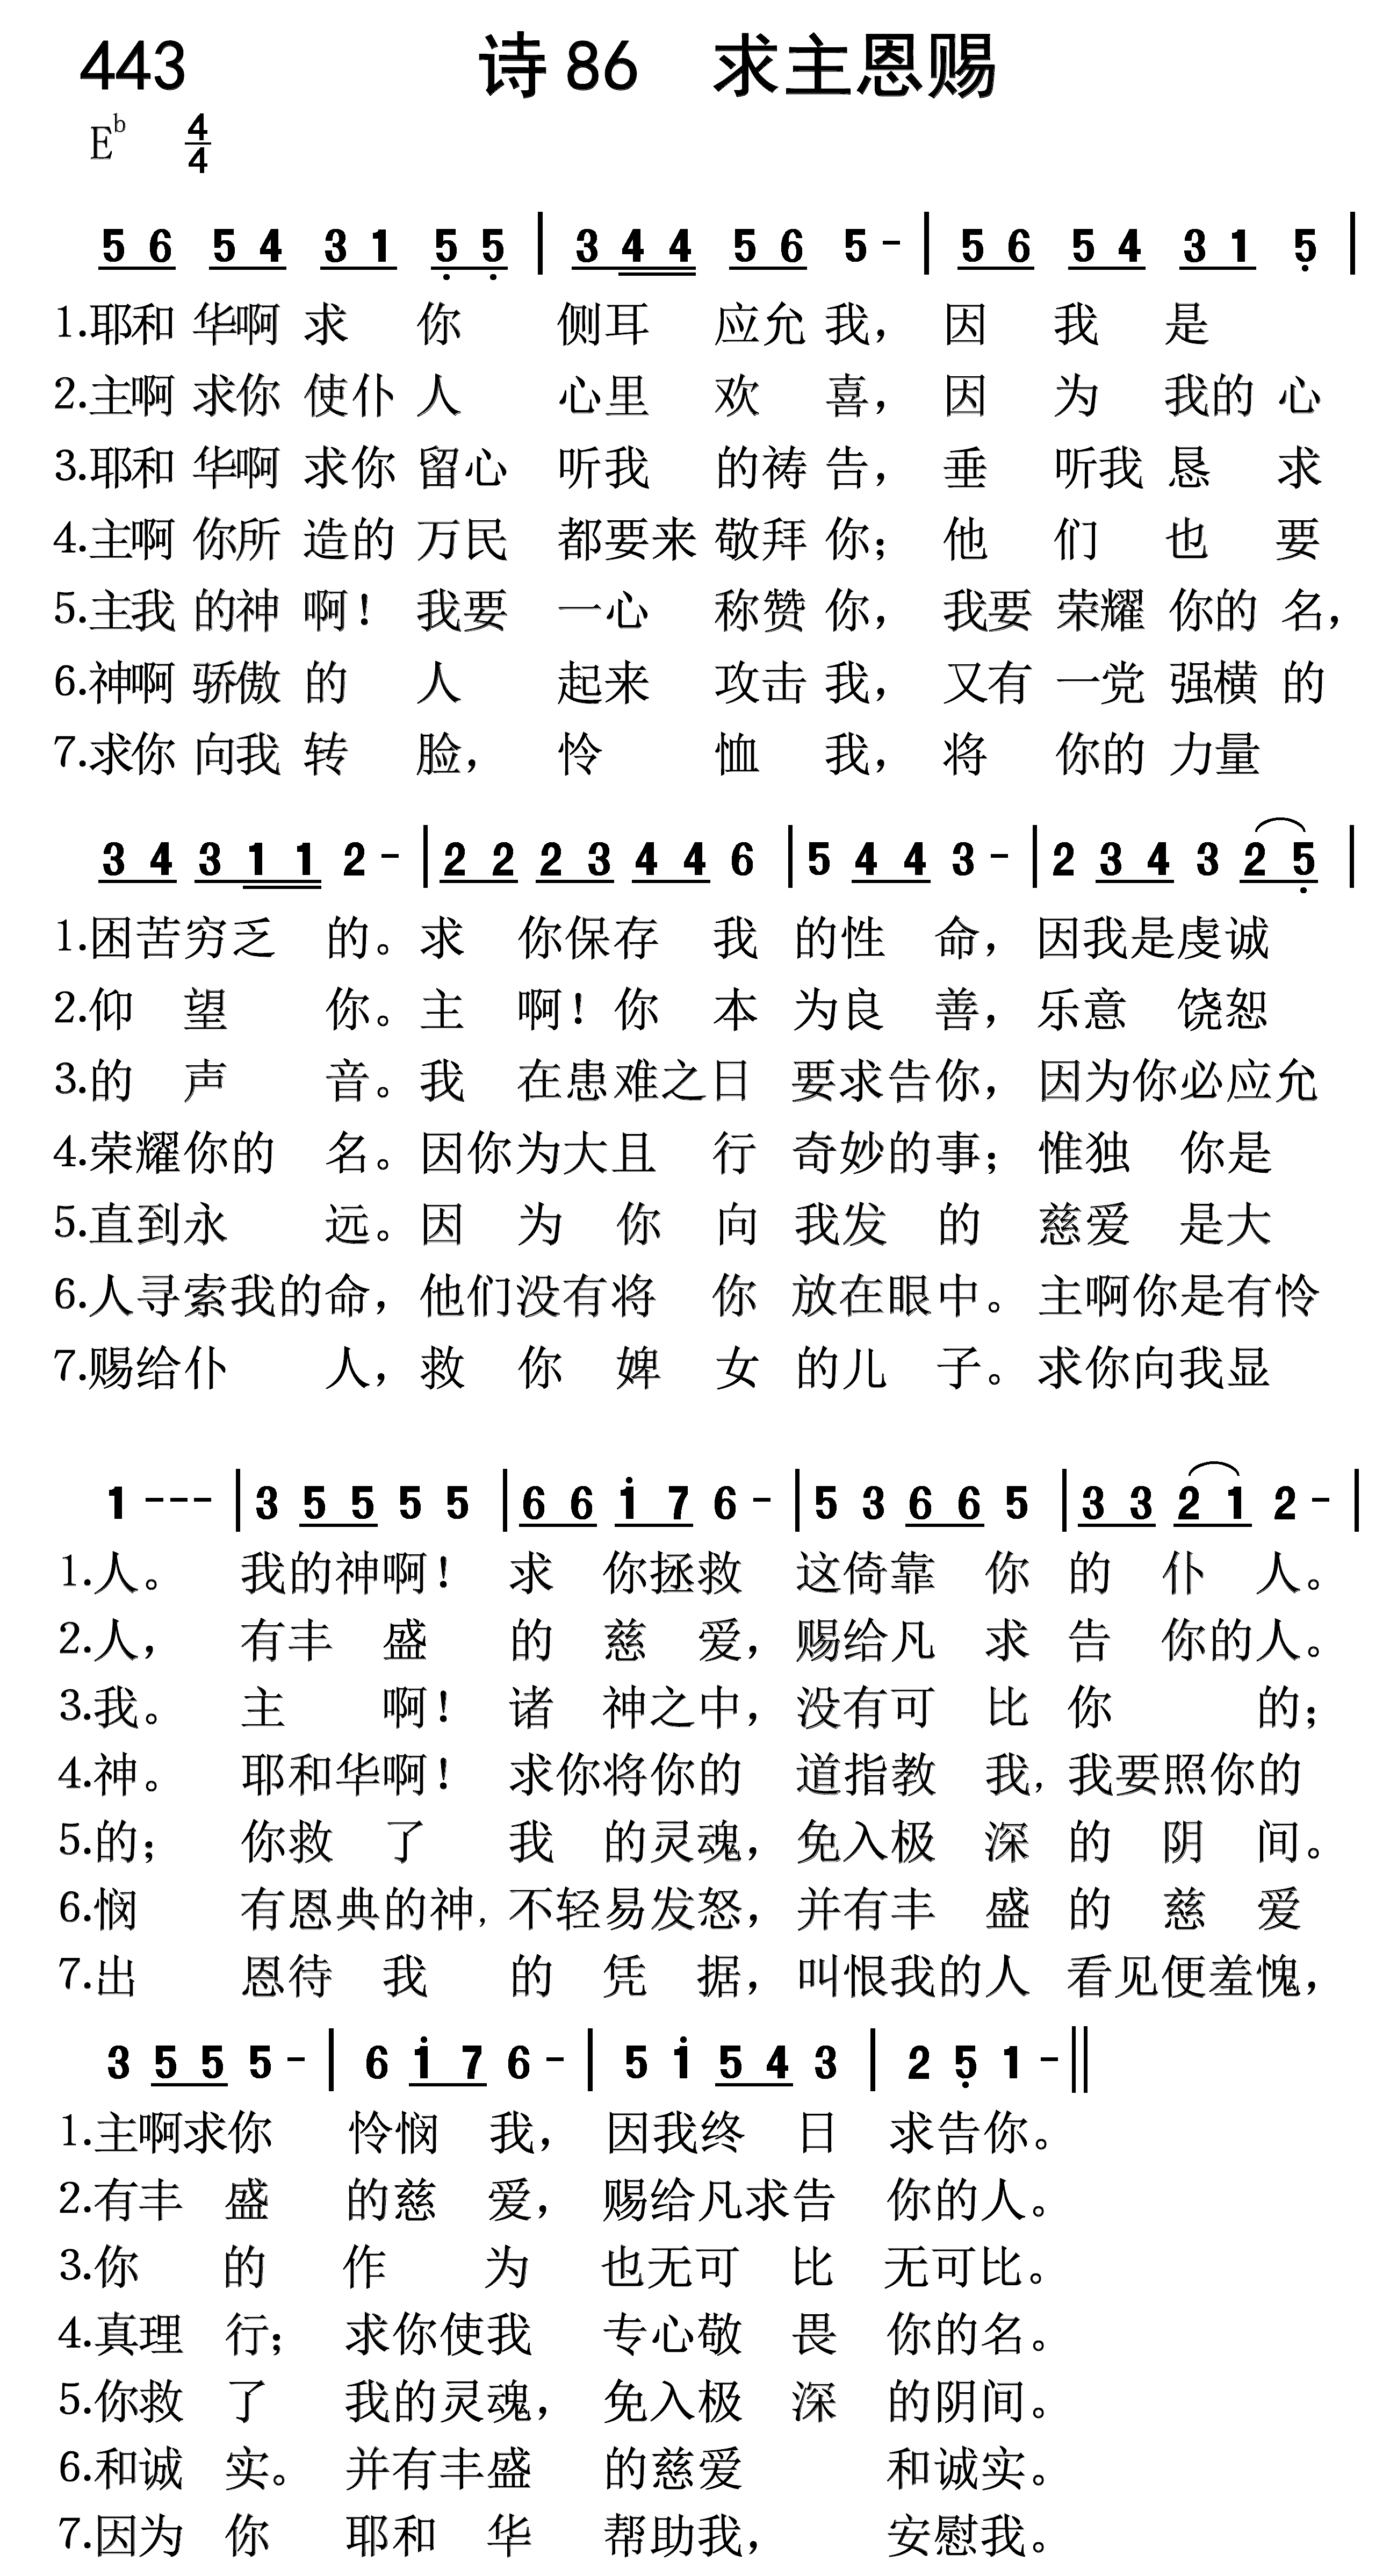 443 诗 86 求主恩赐
E♭ 4/4
5 6 5 4 3 1 5 5 | 3 4 4 5 6 5 - | 5 6 5 4 3 1 5 |
1.耶和 华啊 求 你 侧耳 应允 我， 因 我 是
2.主啊 求你 使仆 人 心里 欢 喜， 因 为 我的 心
3.耶和 华啊 求你 留心 听我 的祷 告， 垂 听我 恳 求
4.主啊 你所 造的 万民 都要来 敬拜 你； 他 们 也 要
5.主我 的神 啊！ 我要 一心 称赞 你， 我要 荣耀 你的 名，
6.神啊 骄傲 的 人 起来 攻击 我， 又有 一党 强横 的
7.求你 向我 转 脸， 怜 恤 我， 将 你的 力量
3 4 3 1 1 2 - | 2 2 2 3 4 4 6 | 5 4 4 3 - | 2 3 4 3 2 5 |
1.困苦穷乏 的。求 你保存 我 的性 命， 因我是虔诚
2.仰 望 你。主 啊！你 本 为良 善， 乐意 饶恕
3.的 声 音。我 在患难之日 要求告你， 因为你必应允
4.荣耀你的 名。因你为大且 行 奇妙的事； 惟独 你是
5.直到永 远。因 为 你 向 我发 的 慈爱 是大
6.人寻索我的命，他们没有将 你 放在眼中。主啊你是有怜
7.赐给仆 人，救 你 婢 女 的儿 子。求你向我显
1 - - - | 3 5 5 5 5 | 6 6 1 7 6 - | 5 3 6 6 5 | 3 3 2 1 2 - |
1.人。 我的神啊！ 求 你拯救 这倚靠 你 的 仆 人。
2.人， 有丰 盛 的 慈 爱，赐给凡 求 告 你的人。
3.我。 主 啊！ 诸 神之中，没有可 比 你 的；
4.神。 耶和华啊！ 求你将你的 道指教 我,我要照你的
5.的； 你救 了 我 的灵魂，免入极 深 的 阴 间。
6.悯 有恩典的神,不轻易发怒，并有丰 盛 的 慈 爱
7.出 恩待 我 的 凭 据，叫恨我的人 看见便羞愧，
3 5 5 5 - | 6 1 7 6 - | 5 1 5 4 3 | 2 5 1 - ||
1.主啊求你 怜悯 我， 因我终 日 求告你。
2.有丰 盛 的慈 爱， 赐给凡求告 你的人。
3.你 的 作 为 也无可 比 无可比。
4.真理 行； 求你使我 专心敬 畏 你的名。
5.你救 了 我的灵魂， 免入极 深 的阴间。
6.和诚 实。 并有丰盛 的慈爱 和诚实。
7.因为 你 耶和 华 帮助我， 安慰我。